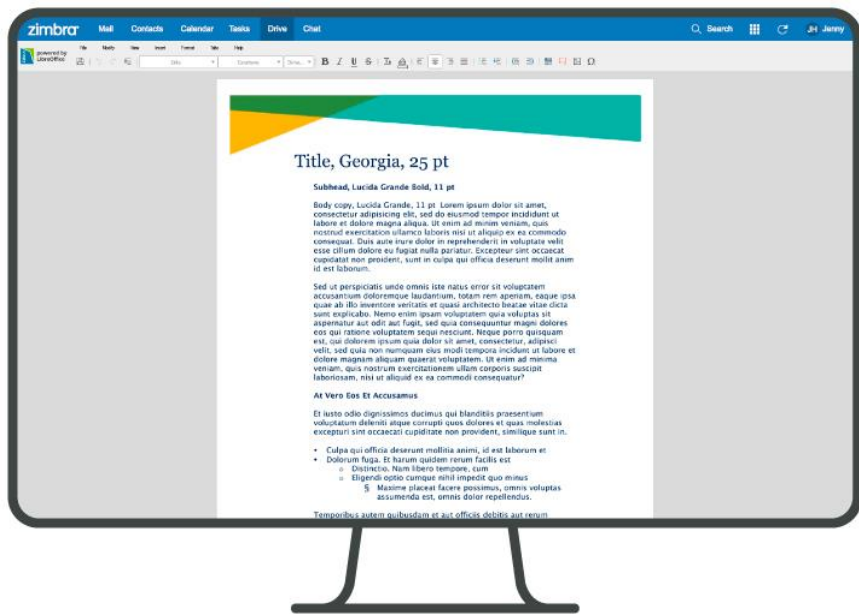 zimbra Mail Contacts Calendar Tasks Drive Chat Search JH Jenny
powered by
LibreOffice
File Modify View Insert Format Table Help
Title, Georgia, 25 pt
Subhead, Lucida Grande Bold, 11 pt
Body copy, Lucida Grande, 11 pt Lorem ipsum dolor sit amet,
consectetur adipisicing elit, sed do eiusmod tempor incididunt ut
labore et dolore magna aliqua. Ut enim ad minim veniam, quis
nostrud exercitation ullamco laboris nisi ut aliquip ex ea commodo
consequat. Duis aute irure dolor in reprehenderit in voluptate velit
esse cillum dolore eu fugiat nulla pariatur. Excepteur sint occaecat
cupidatat non proident, sunt in culpa qui officia deserunt mollit anim
id est laborum.
Sed ut perspiciatis unde omnis iste natus error sit voluptatem
accusantium doloremque laudantium, totam rem aperiam, eaque ipsa
quae ab illo inventore veritatis et quasi architecto beatae vitae dicta
sunt explicabo. Nemo enim ipsam voluptatem quia voluptas sit
aspernatur aut odit aut fugit, sed quia consequuntur magni dolores
eos qui ratione voluptatem sequi nesciunt. Neque porro quisquam
est, qui dolorem ipsum quia dolor sit amet, consectetur, adipisci
velit, sed quia non numquam eius modi tempora incidunt ut labore et
dolore magnam aliquam quaerat voluptatem. Ut enim ad minima
veniam, quis nostrum exercitationem ullam corporis suscipit
laboriosam, nisi ut aliquid ex ea commodi consequatur?
At Vero Eos Et Accusamus
Et iusto odio dignissimos ducimus qui blanditiis praesentium
voluptatum deleniti atque corrupti quos dolores et quas molestias
excepturi sint occaecati cupiditate non provident, similique sunt in.
• Culpa qui officia deserunt mollitia animi, id est laborum et
• Dolorum fuga. Et harum quidem rerum facilis est
o Distinctio. Nam libero tempore, cum
o Eligendi optio cumque nihil impedit quo minus
§ Maxime placeat facere possimus, omnis voluptas
assumenda est, omnis dolor repellendus.
Temporibus autem quibusdam et aut officiis debitis aut rerum